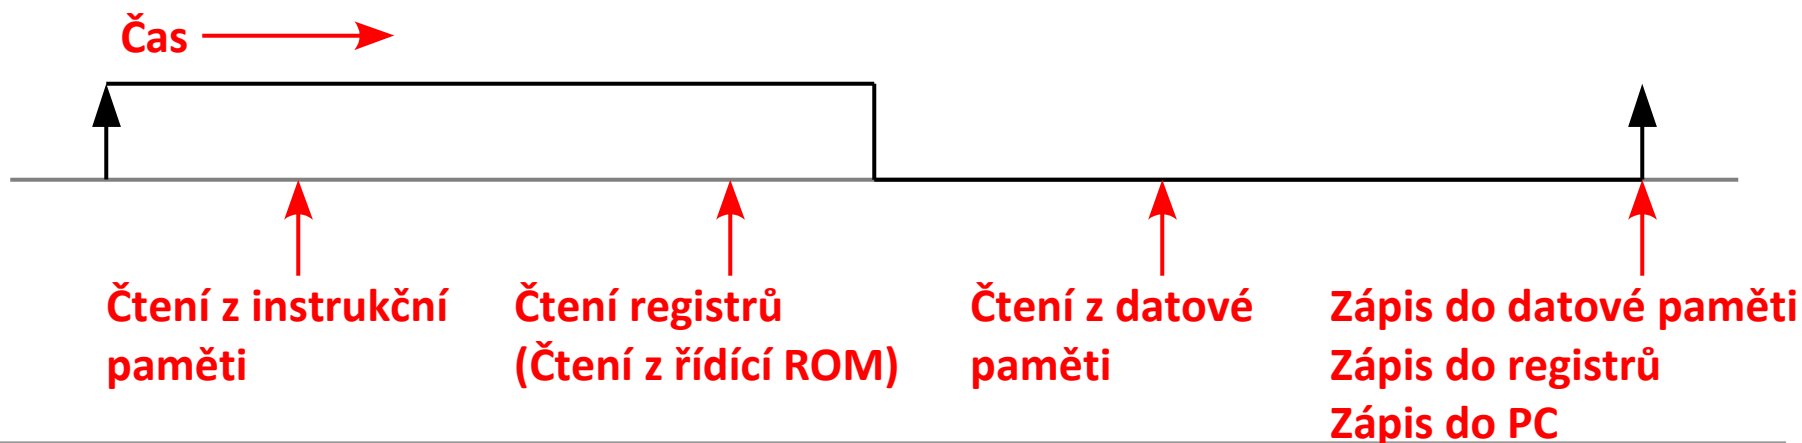 Čas
Čtení z instrukční
paměti
Čtení registrů
(Čtení z řídící ROM)
Čtení z datové
paměti
Zápis do datové paměti
Zápis do registrů
Zápis do PC